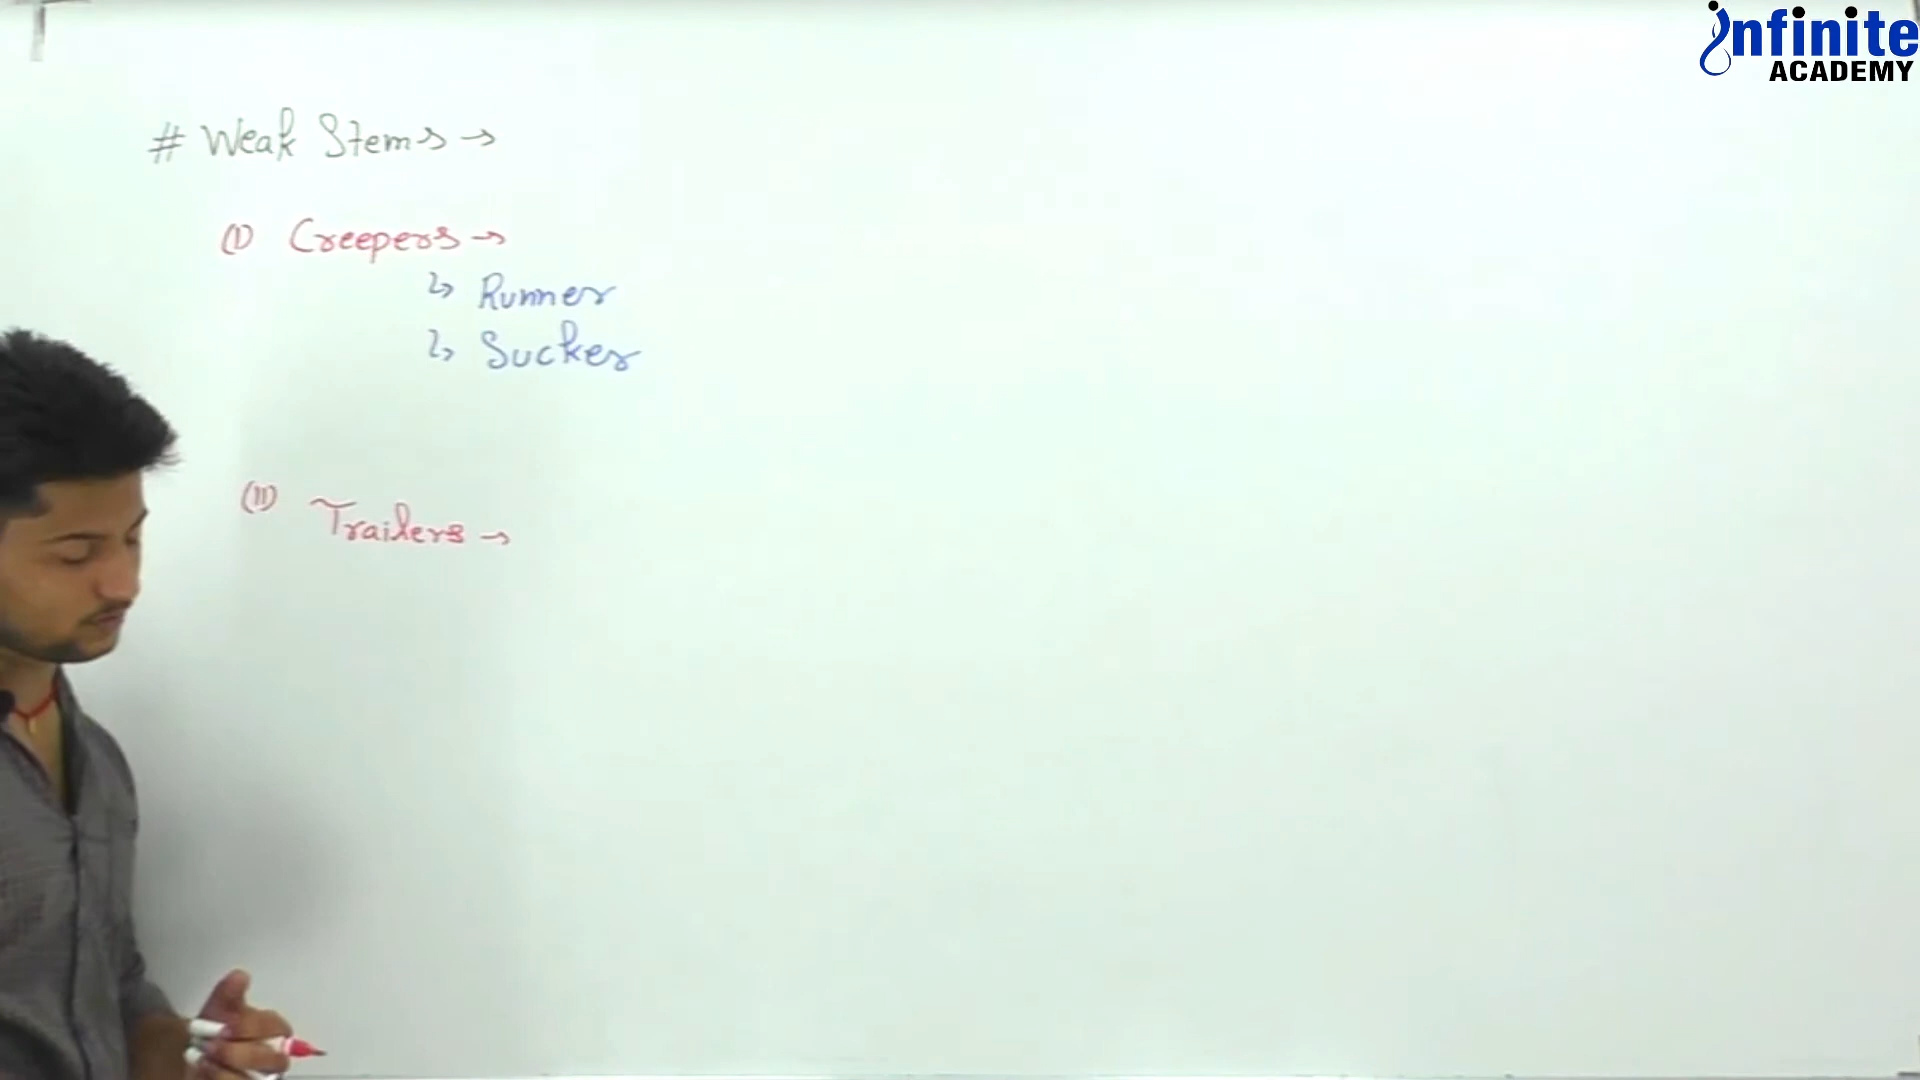 infinite
ACADEMY
# Weak Stems →
(I) Creepers →
↳ Runner
↳ Sucker
(II) Trailers →